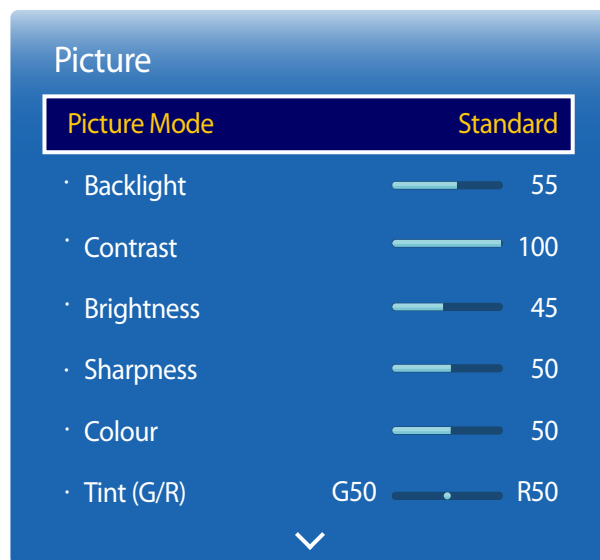 Picture
Picture Mode Standard
· Backlight 55
· Contrast 100
· Brightness 45
· Sharpness 50
· Colour 50
· Tint (G/R) G50 R50